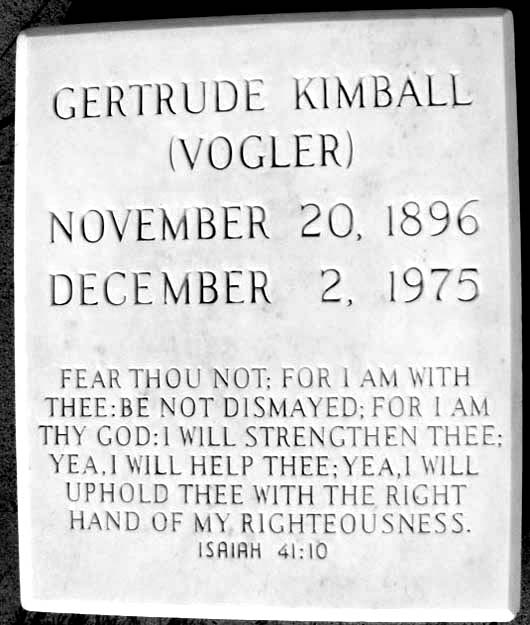 GERTRUDE KIMBALL
(VOGLER)
NOVEMBER 20, 1896
DECEMBER 2, 1975
FEAR THOU NOT; FOR I AM WITH
THEE: BE NOT DISMAYED; FOR I AM
THY GOD: I WILL STRENGTHEN THEE;
YEA, I WILL HELP THEE; YEA, I WILL
UPHOLD THEE WITH THE RIGHT
HAND OF MY RIGHTEOUSNESS.
ISAIAH 41:10